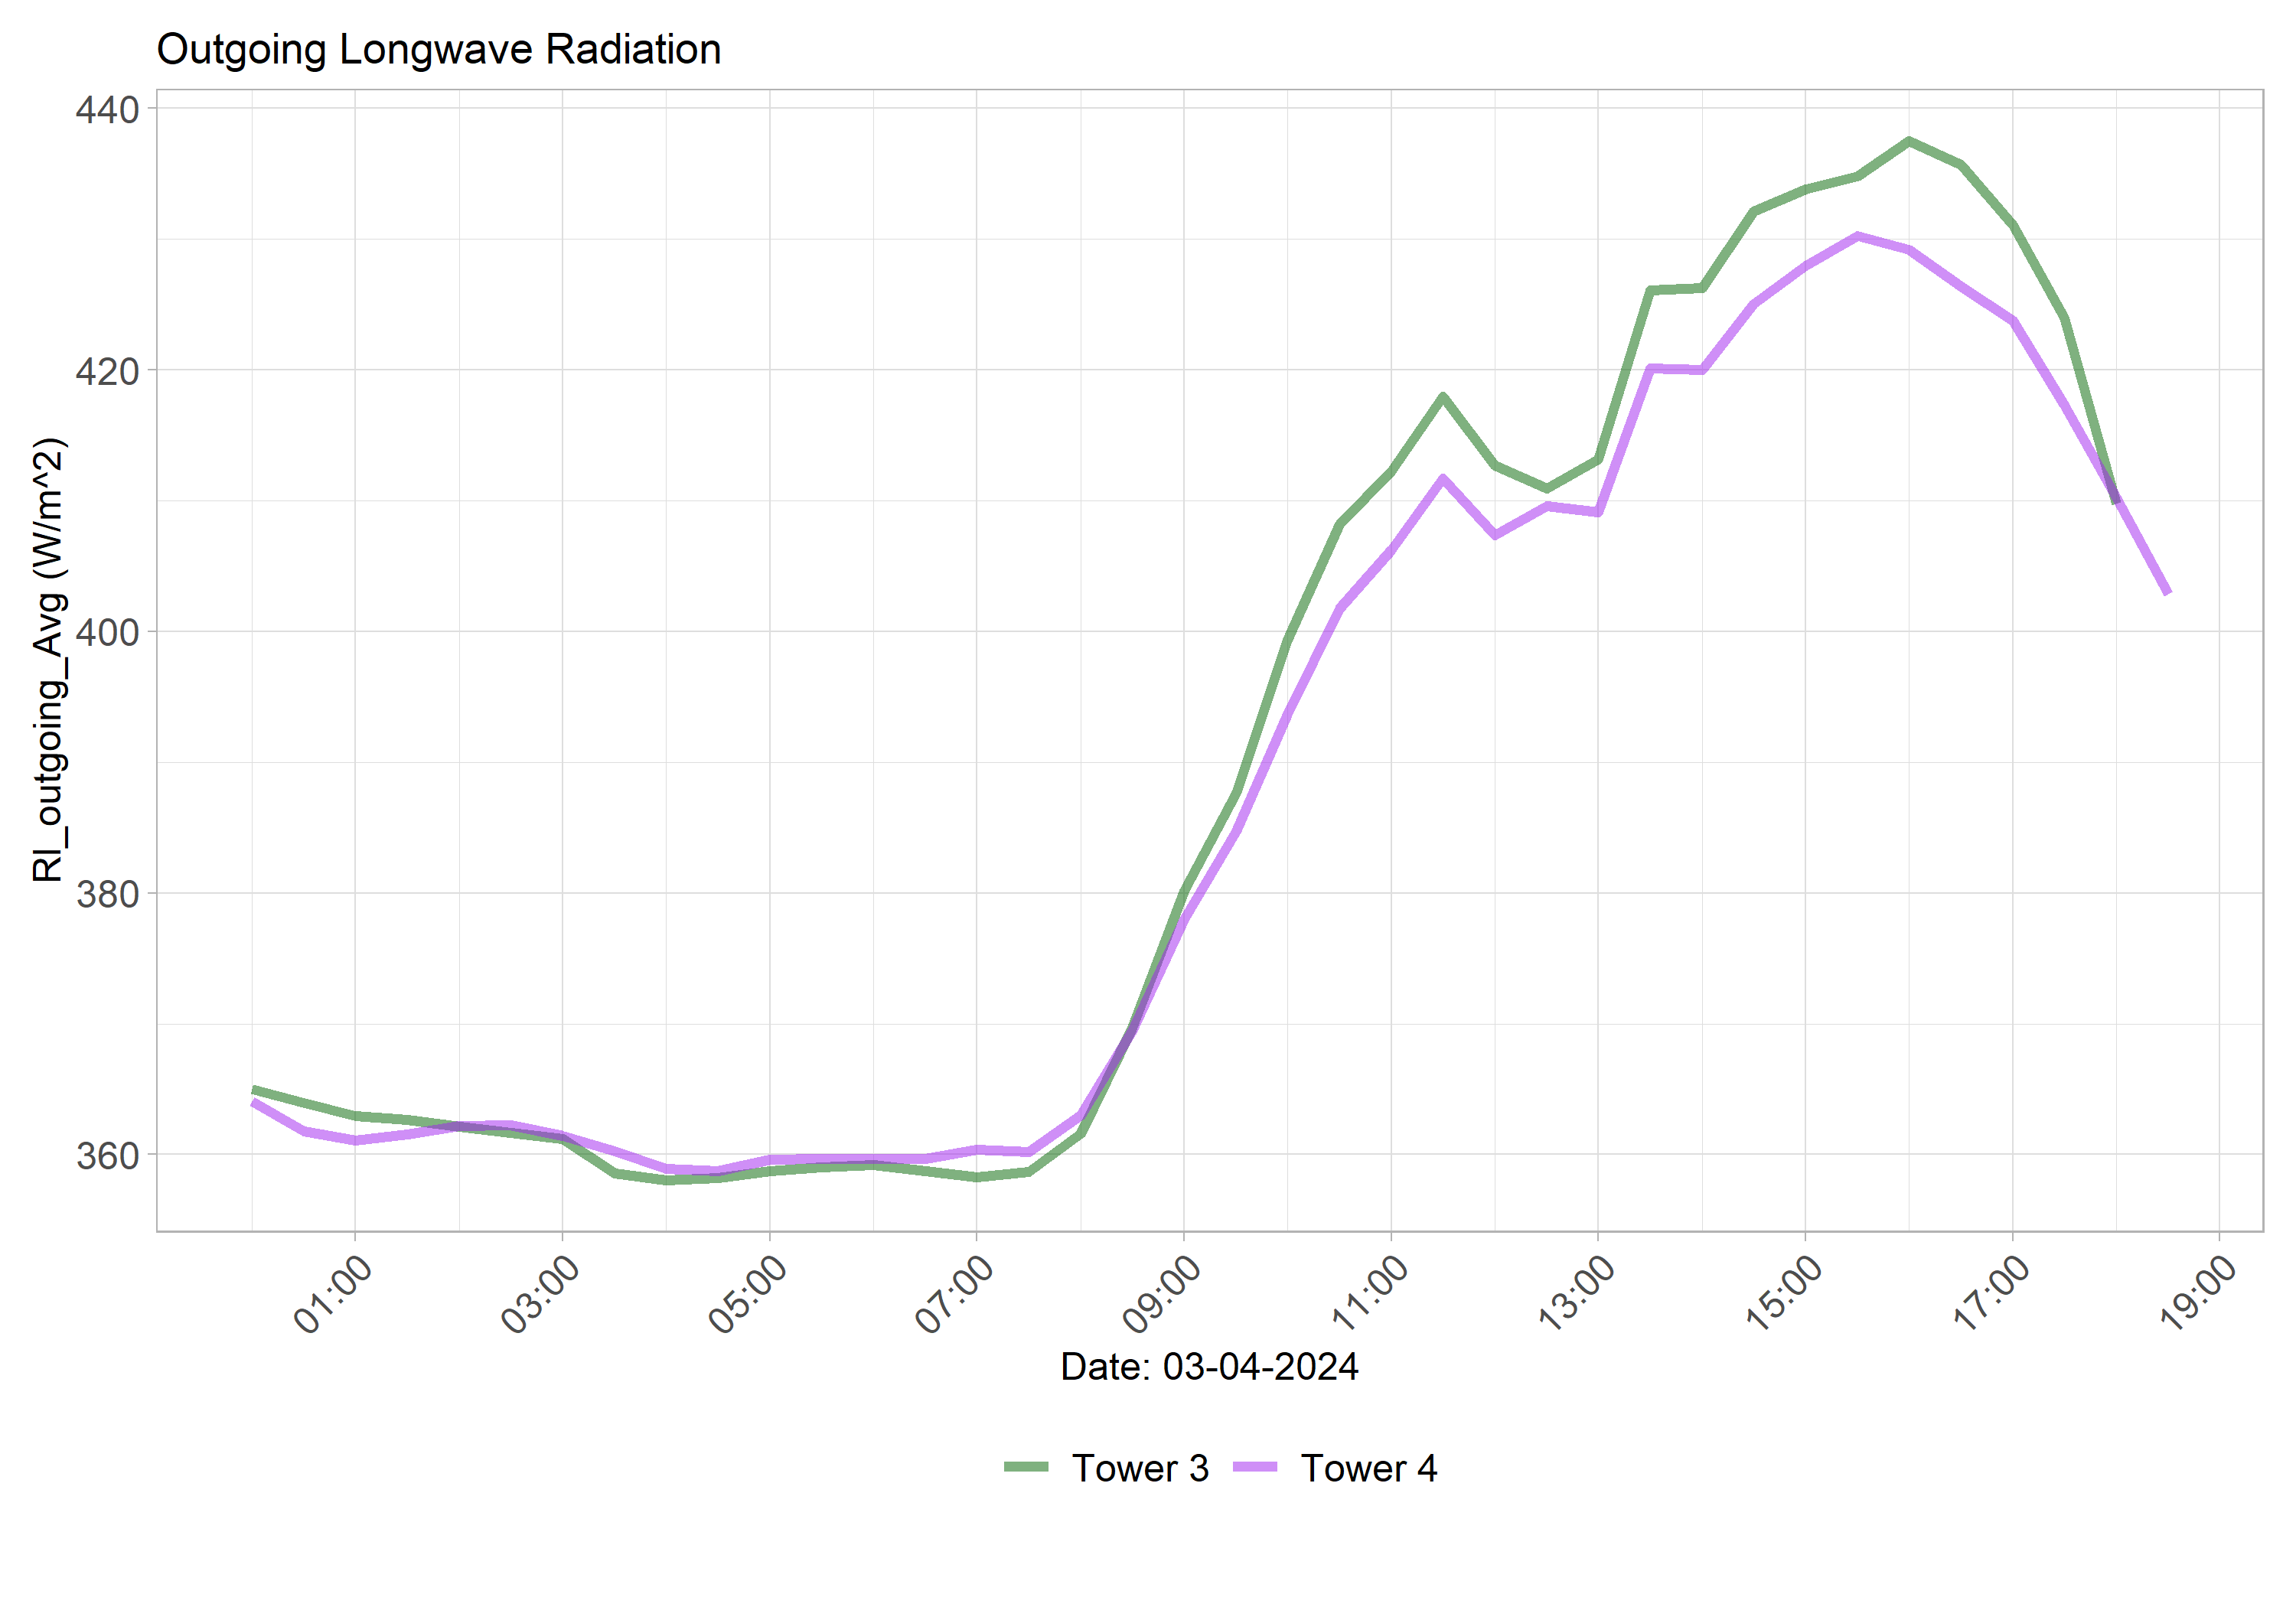 Outgoing Longwave Radiation
440
420
400
380
360
Rl_outgoing_Avg (W/m^2)
01:00 03:00 05:00 07:00 09:00 11:00 13:00 15:00 17:00 19:00
Date: 03-04-2024
Tower 3 Tower 4